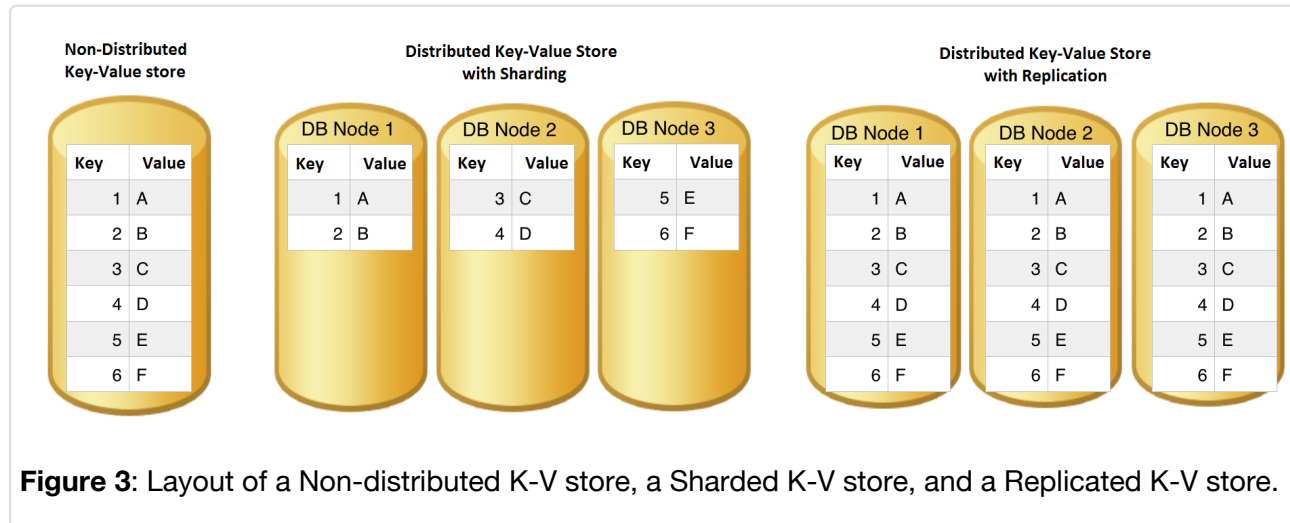 Non-Distributed
Key-Value store
Key Value
1 A
2 B
3 C
4 D
5 E
6 F
Distributed Key-Value Store
with Sharding
DB Node 1
Key Value
1 A
2 B
DB Node 2
Key Value
3 C
4 D
DB Node 3
Key Value
5 E
6 F
Distributed Key-Value Store
with Replication
DB Node 1
Key Value
1 A
2 B
3 C
4 D
5 E
6 F
DB Node 2
Key Value
1 A
2 B
3 C
4 D
5 E
6 F
DB Node 3
Key Value
1 A
2 B
3 C
4 D
5 E
6 F
Figure 3: Layout of a Non-distributed K-V store, a Sharded K-V store, and a Replicated K-V store.